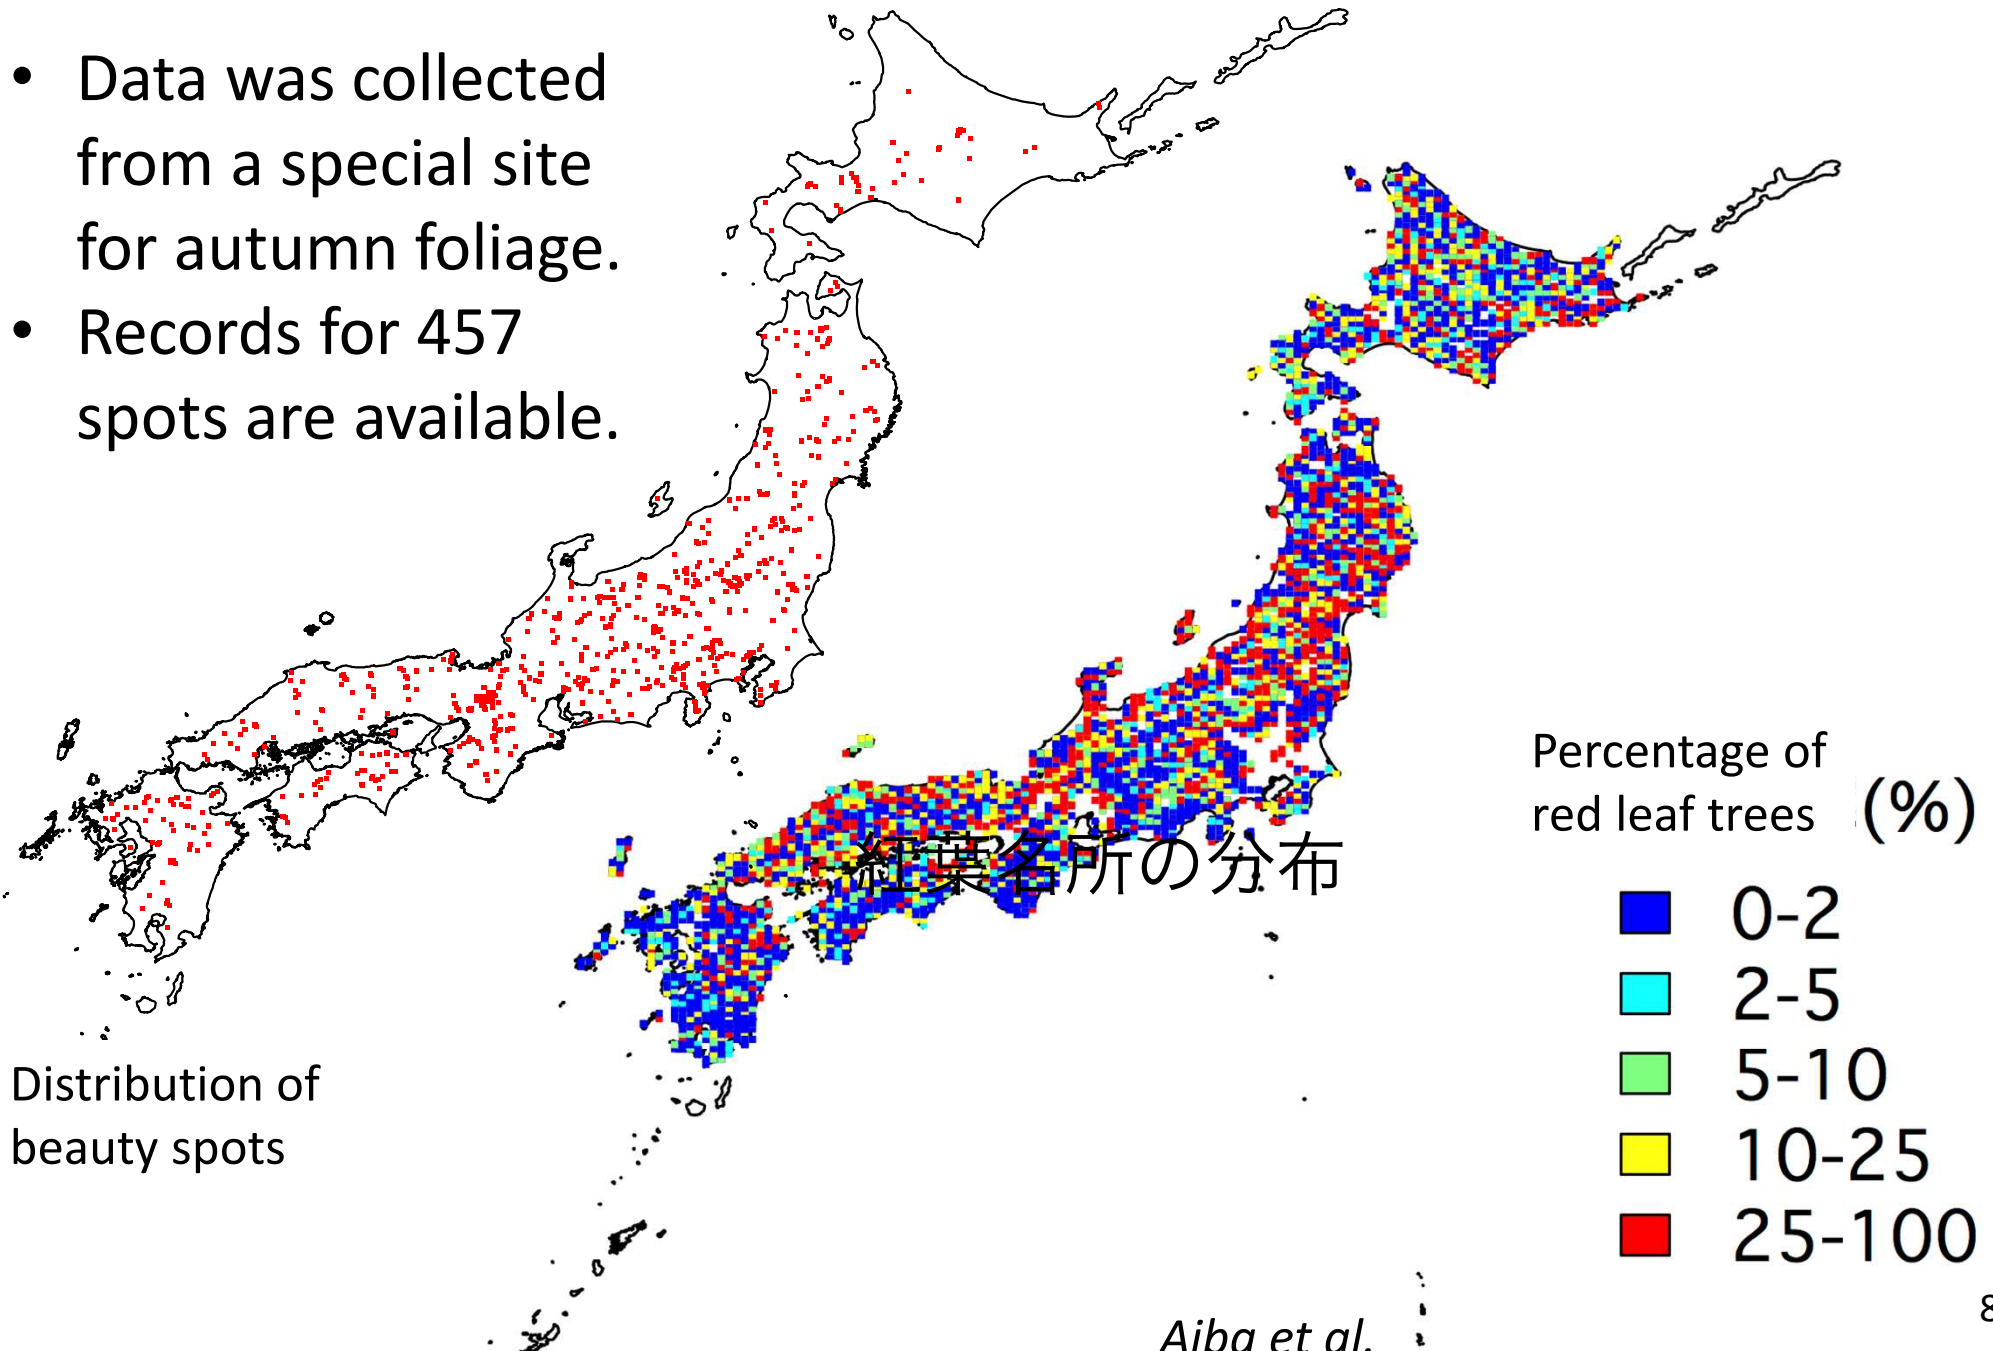 • Data was collected
from a special site
for autumn foliage.
• Records for 457
spots are available.
Distribution of
beauty spots
紅葉名所の分布
Percentage of
red leaf trees (%)
0-2
2-5
5-10
10-25
25-100
Aiba et al.
8